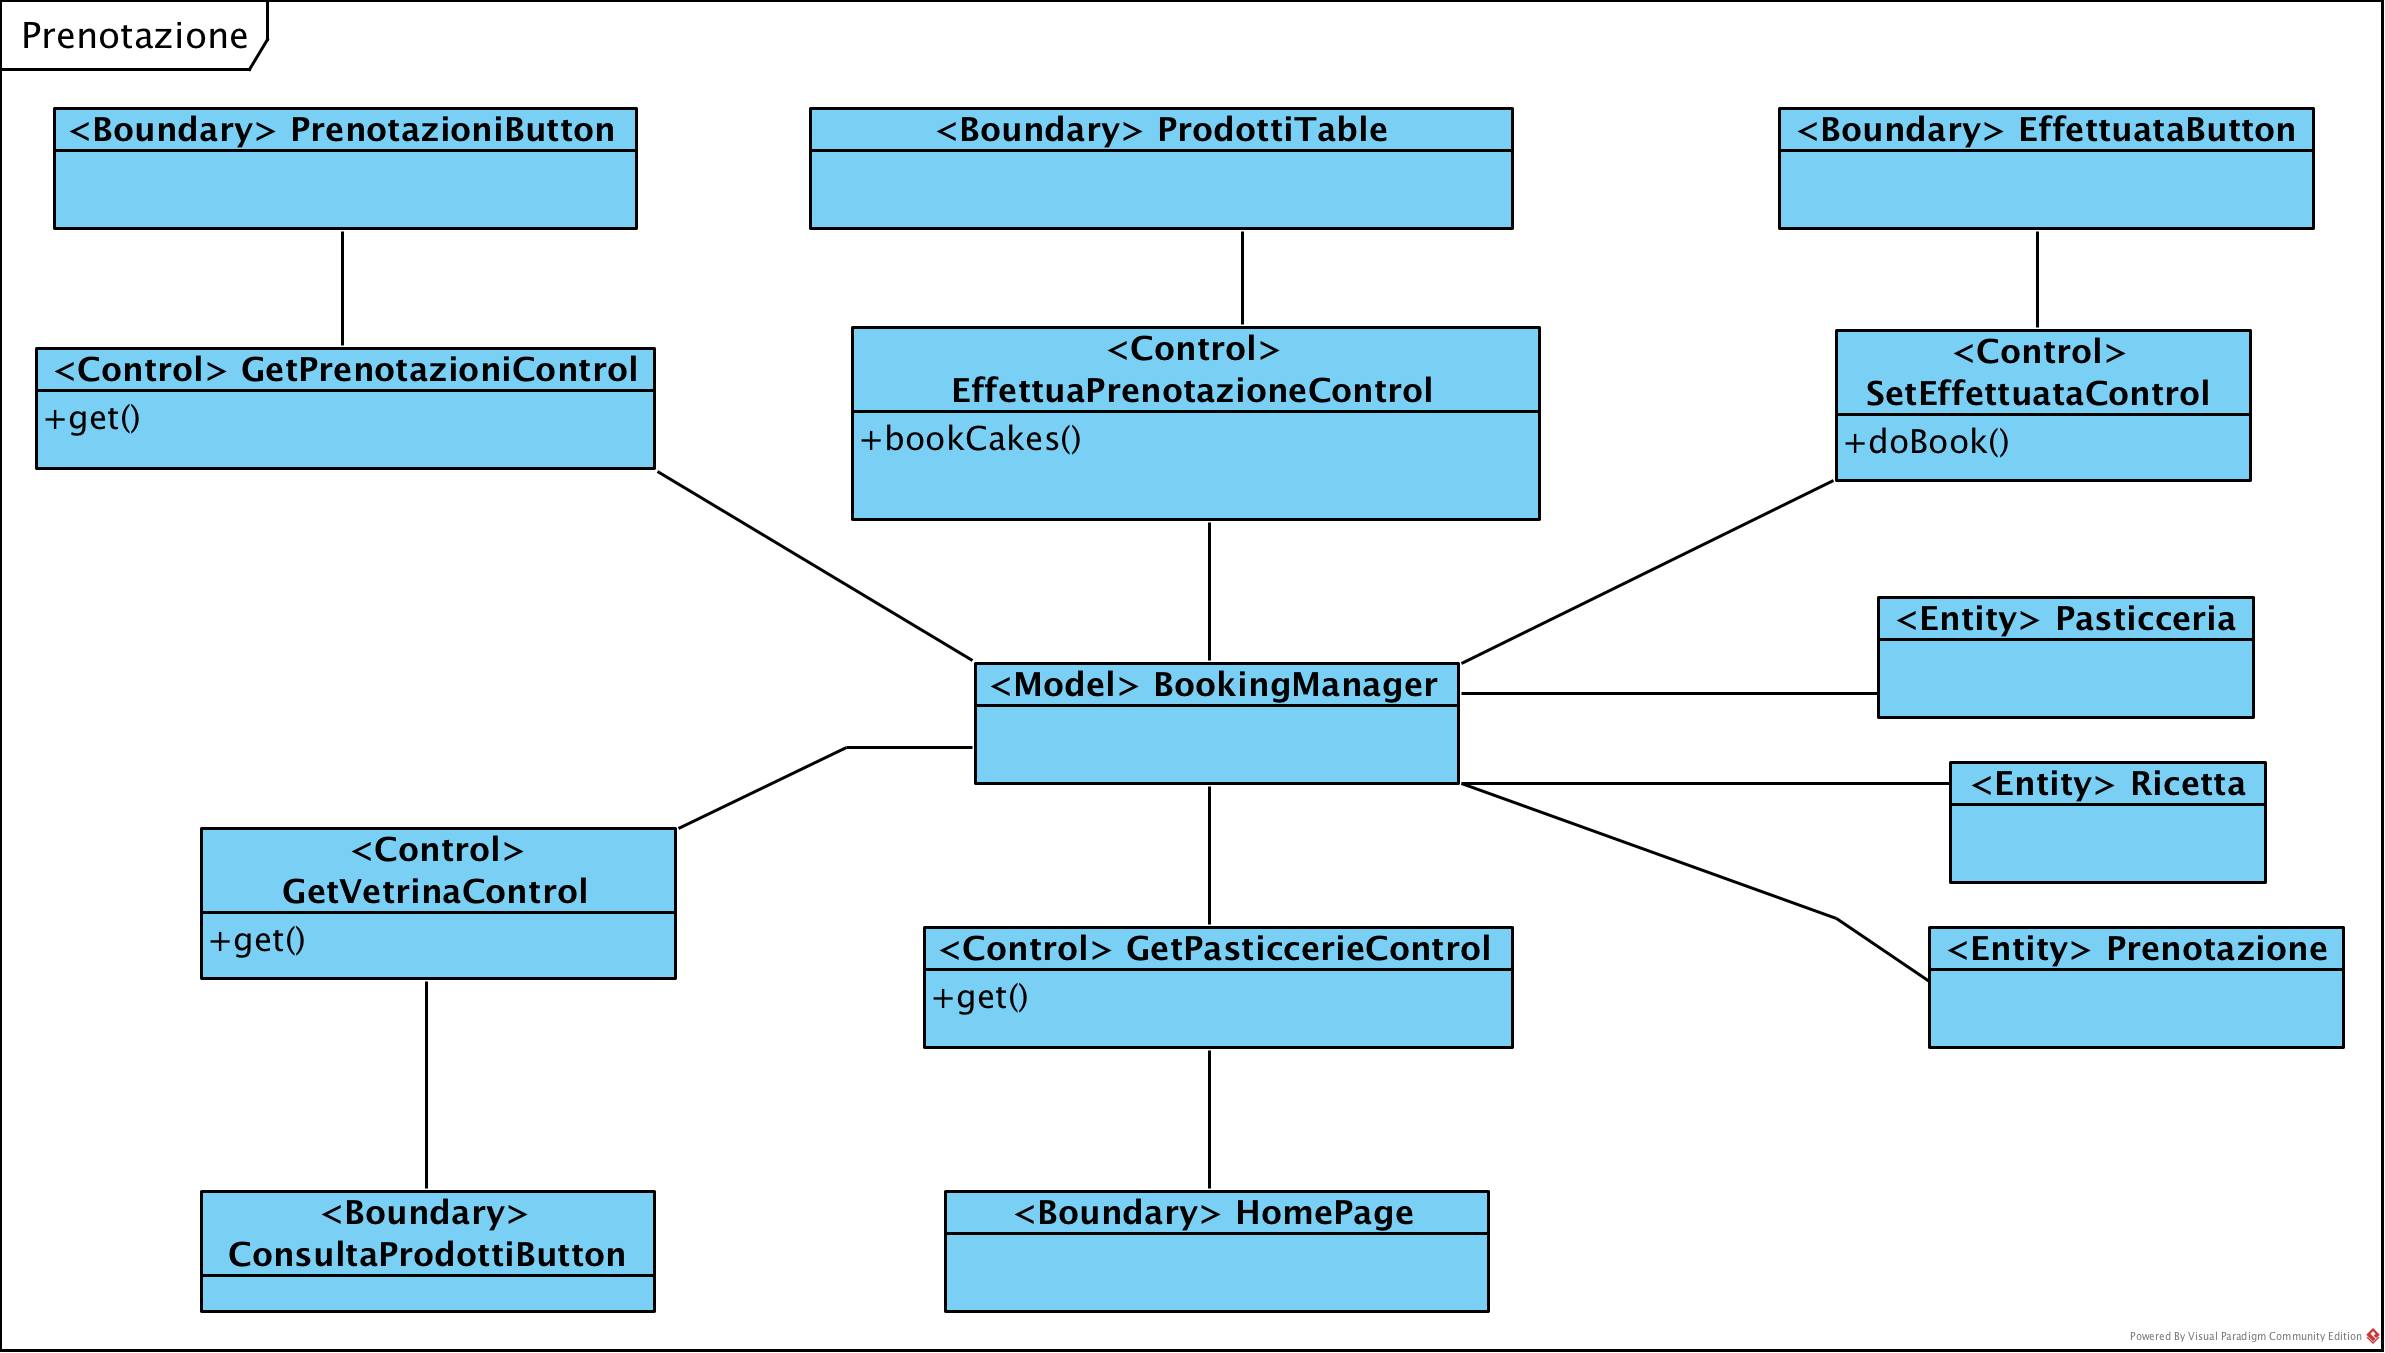 Prenotazione
<Boundary> PrenotazioniButton
<Boundary> ProdottiTable
<Boundary> EffettuataButton
<Control> GetPrenotazioniControl
+get()
<Control>
EffettuaPrenotazioneControl
+bookCakes()
<Control>
SetEffettuataControl
+doBook()
<Entity> Pasticceria
<Model> BookingManager
<Entity> Ricetta
<Control>
GetVetrinaControl
+get()
<Control> GetPasticcerieControl
+get()
<Entity> Prenotazione
<Boundary>
ConsultaProdottiButton
<Boundary> HomePage
Powered By Visual Paradigm Community Edition